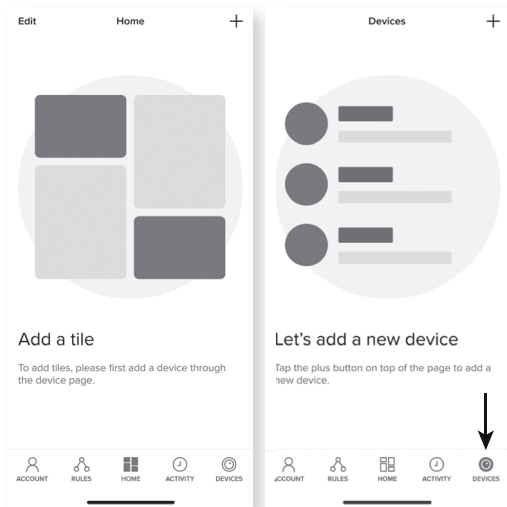 Edit Home +
Add a tile
To add tiles, please first add a device through
the device page.
ACCOUNT RULES HOME ACTIVITY DEVICES
Devices +
Let's add a new device
Tap the plus button on top of the page to add a
new device.
ACCOUNT RULES HOME ACTIVITY DEVICES